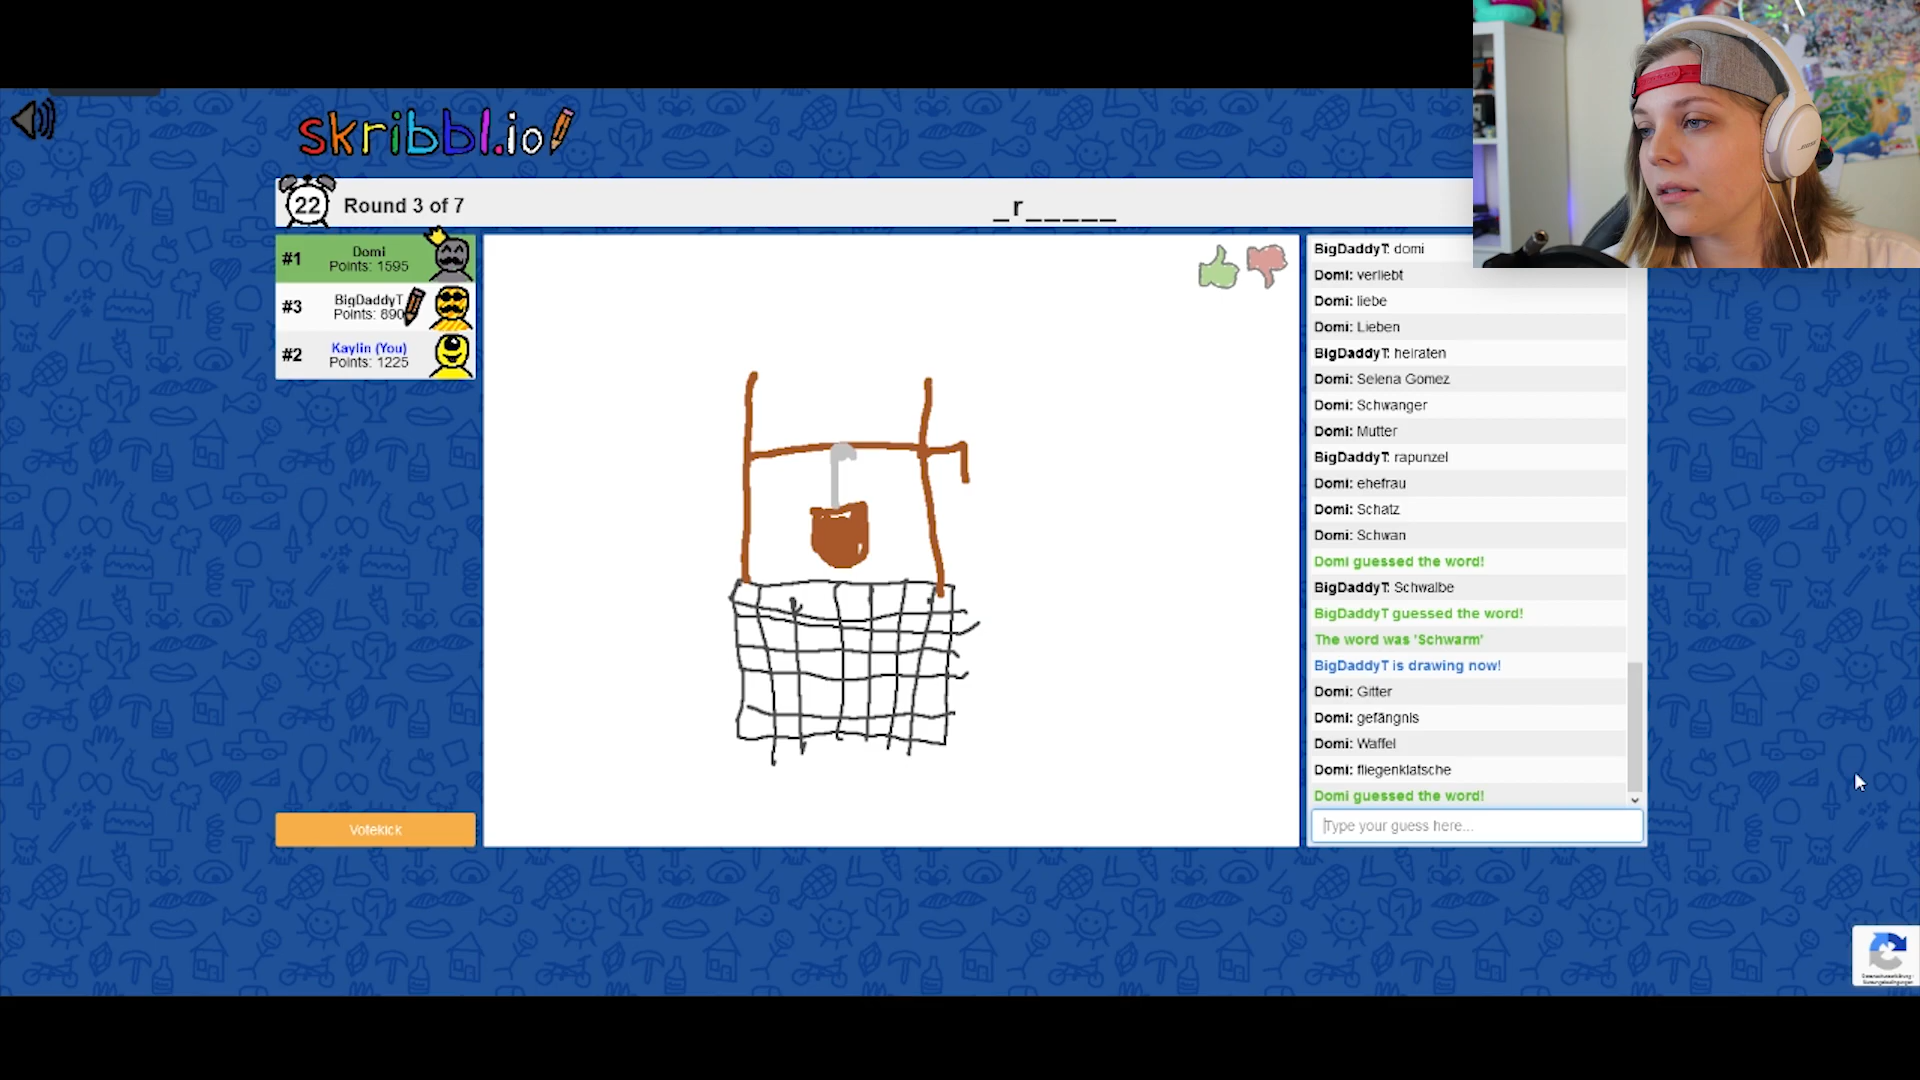 skribbl.io
22
Round 3 of 7
_r_____
#1
Domi
Points: 1595
#3
BigDaddyT
Points: 890
#2
Kaylin (You)
Points: 1225
Votekick
BigDaddyT: domi
Domi: verliebt
Domi: liebe
Domi: Lieben
BigDaddyT: heiraten
Domi: Selena Gomez
Domi: Schwanger
Domi: Mutter
BigDaddyT: rapunzel
Domi: ehefrau
Domi: Schatz
Domi: Schwan
Domi guessed the word!
BigDaddyT: Schwalbe
BigDaddyT guessed the word!
The word was 'Schwarm'
BigDaddyT is drawing now!
Domi: Gitter
Domi: gefängnis
Domi: Waffel
Domi: fliegenklatsche
Domi guessed the word!
Type your guess here...
BOSE